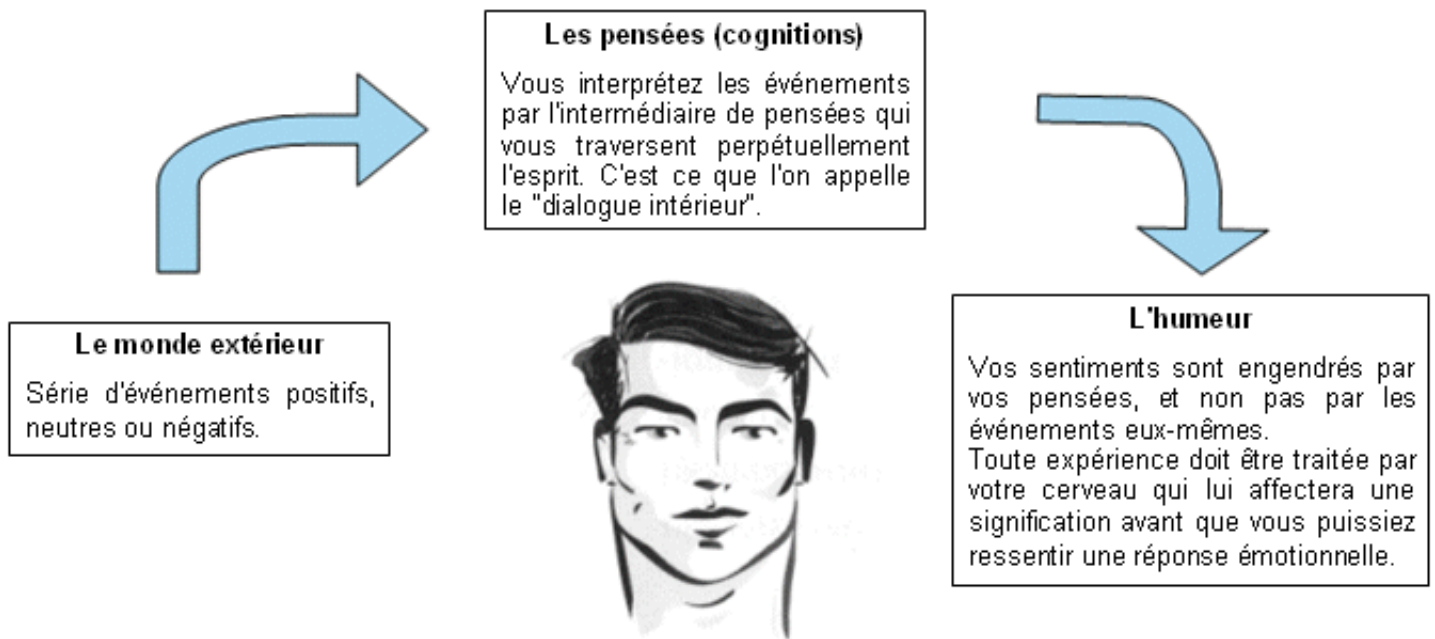 Les pensées (cognitions)
Vous interprétez les événements
par l'intermédiaire de pensées qui
vous traversent perpétuellement
l'esprit. C'est ce que l'on appelle
le "dialogue intérieur".
Le monde extérieur
Série d'événements positifs,
neutres ou négatifs.
L'humeur
Vos sentiments sont engendrés par
vos pensées, et non pas par les
événements eux-mêmes.
Toute expérience doit être traitée par
votre cerveau qui lui affectera une
signification avant que vous puissiez
ressentir une réponse émotionnelle.